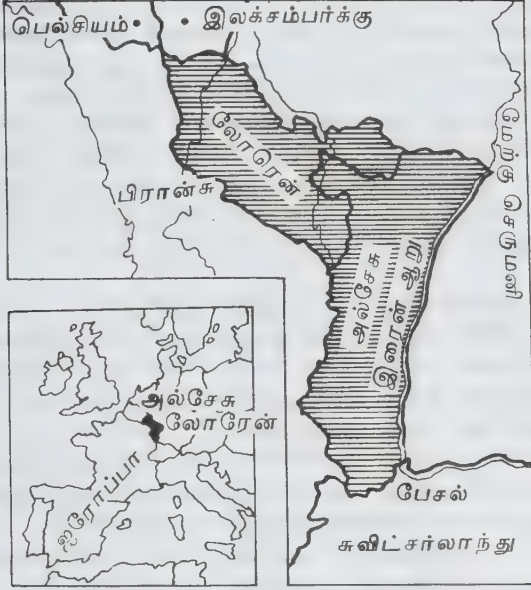 பெல்சியம்
இலக்சம்பர்க்கு
லோரென்
பிரான்சு
மேற்கு செருமனி
அல்சேசு
இரைன் ஆறு
பேசல்
சுவிட்சர்லாந்து
அல்சேசு
லோரேன்
ஐரோப்பா